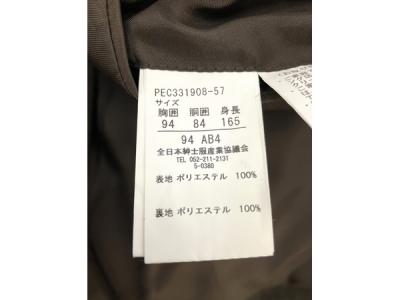 PEC331908-57
サイズ
胸囲 胴囲 身長
94 84 165
94 AB4
全日本紳士服産業協議会
TEL 052-211-2131
5-0380
表地 ポリエステル 100%
裏地 ポリエステル 100%